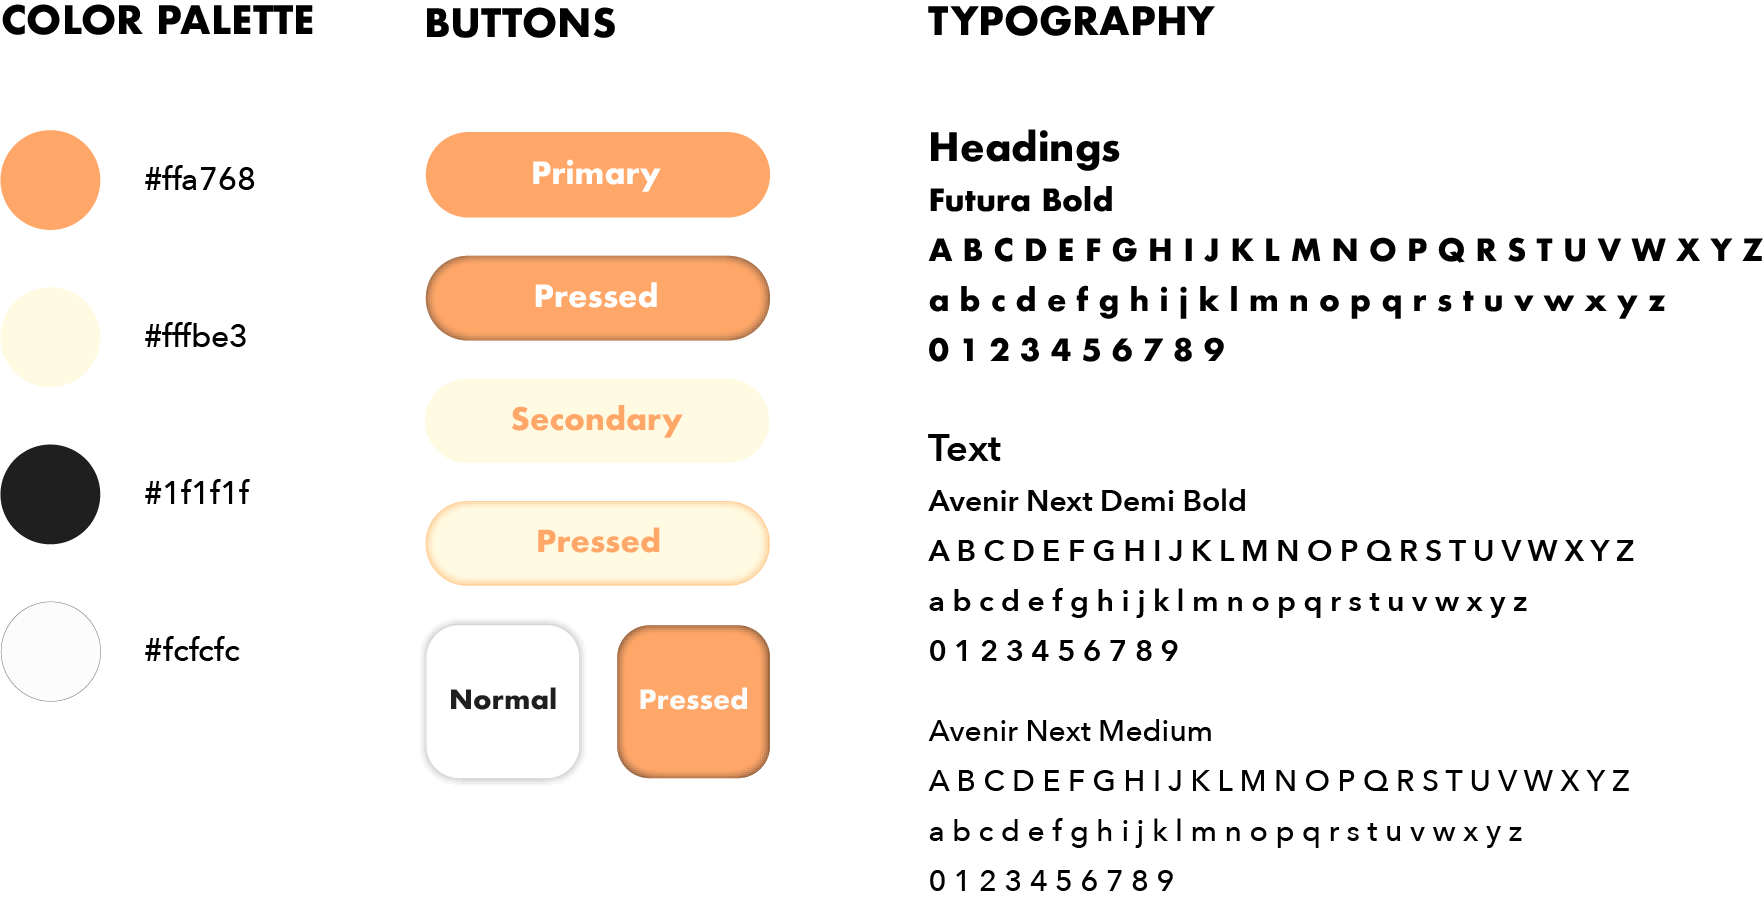 COLOR PALETTE
#ffa768
#fffbe3
#1f1f1f
#fcfcfc
BUTTONS
Primary
Pressed
Secondary
Pressed
Normal
Pressed
TYPOGRAPHY
Headings
Futura Bold
A B C D E F G H I J K L M N O P Q R S T U V W X Y Z
a b c d e f g h i j k l m n o p q r s t u v w x y z
0 1 2 3 4 5 6 7 8 9
Text
Avenir Next Demi Bold
A B C D E F G H I J K L M N O P Q R S T U V W X Y Z
a b c d e f g h i j k l m n o p q r s t u v w x y z
0 1 2 3 4 5 6 7 8 9
Avenir Next Medium
A B C D E F G H I J K L M N O P Q R S T U V W X Y Z
a b c d e f g h i j k l m n o p q r s t u v w x y z
0 1 2 3 4 5 6 7 8 9